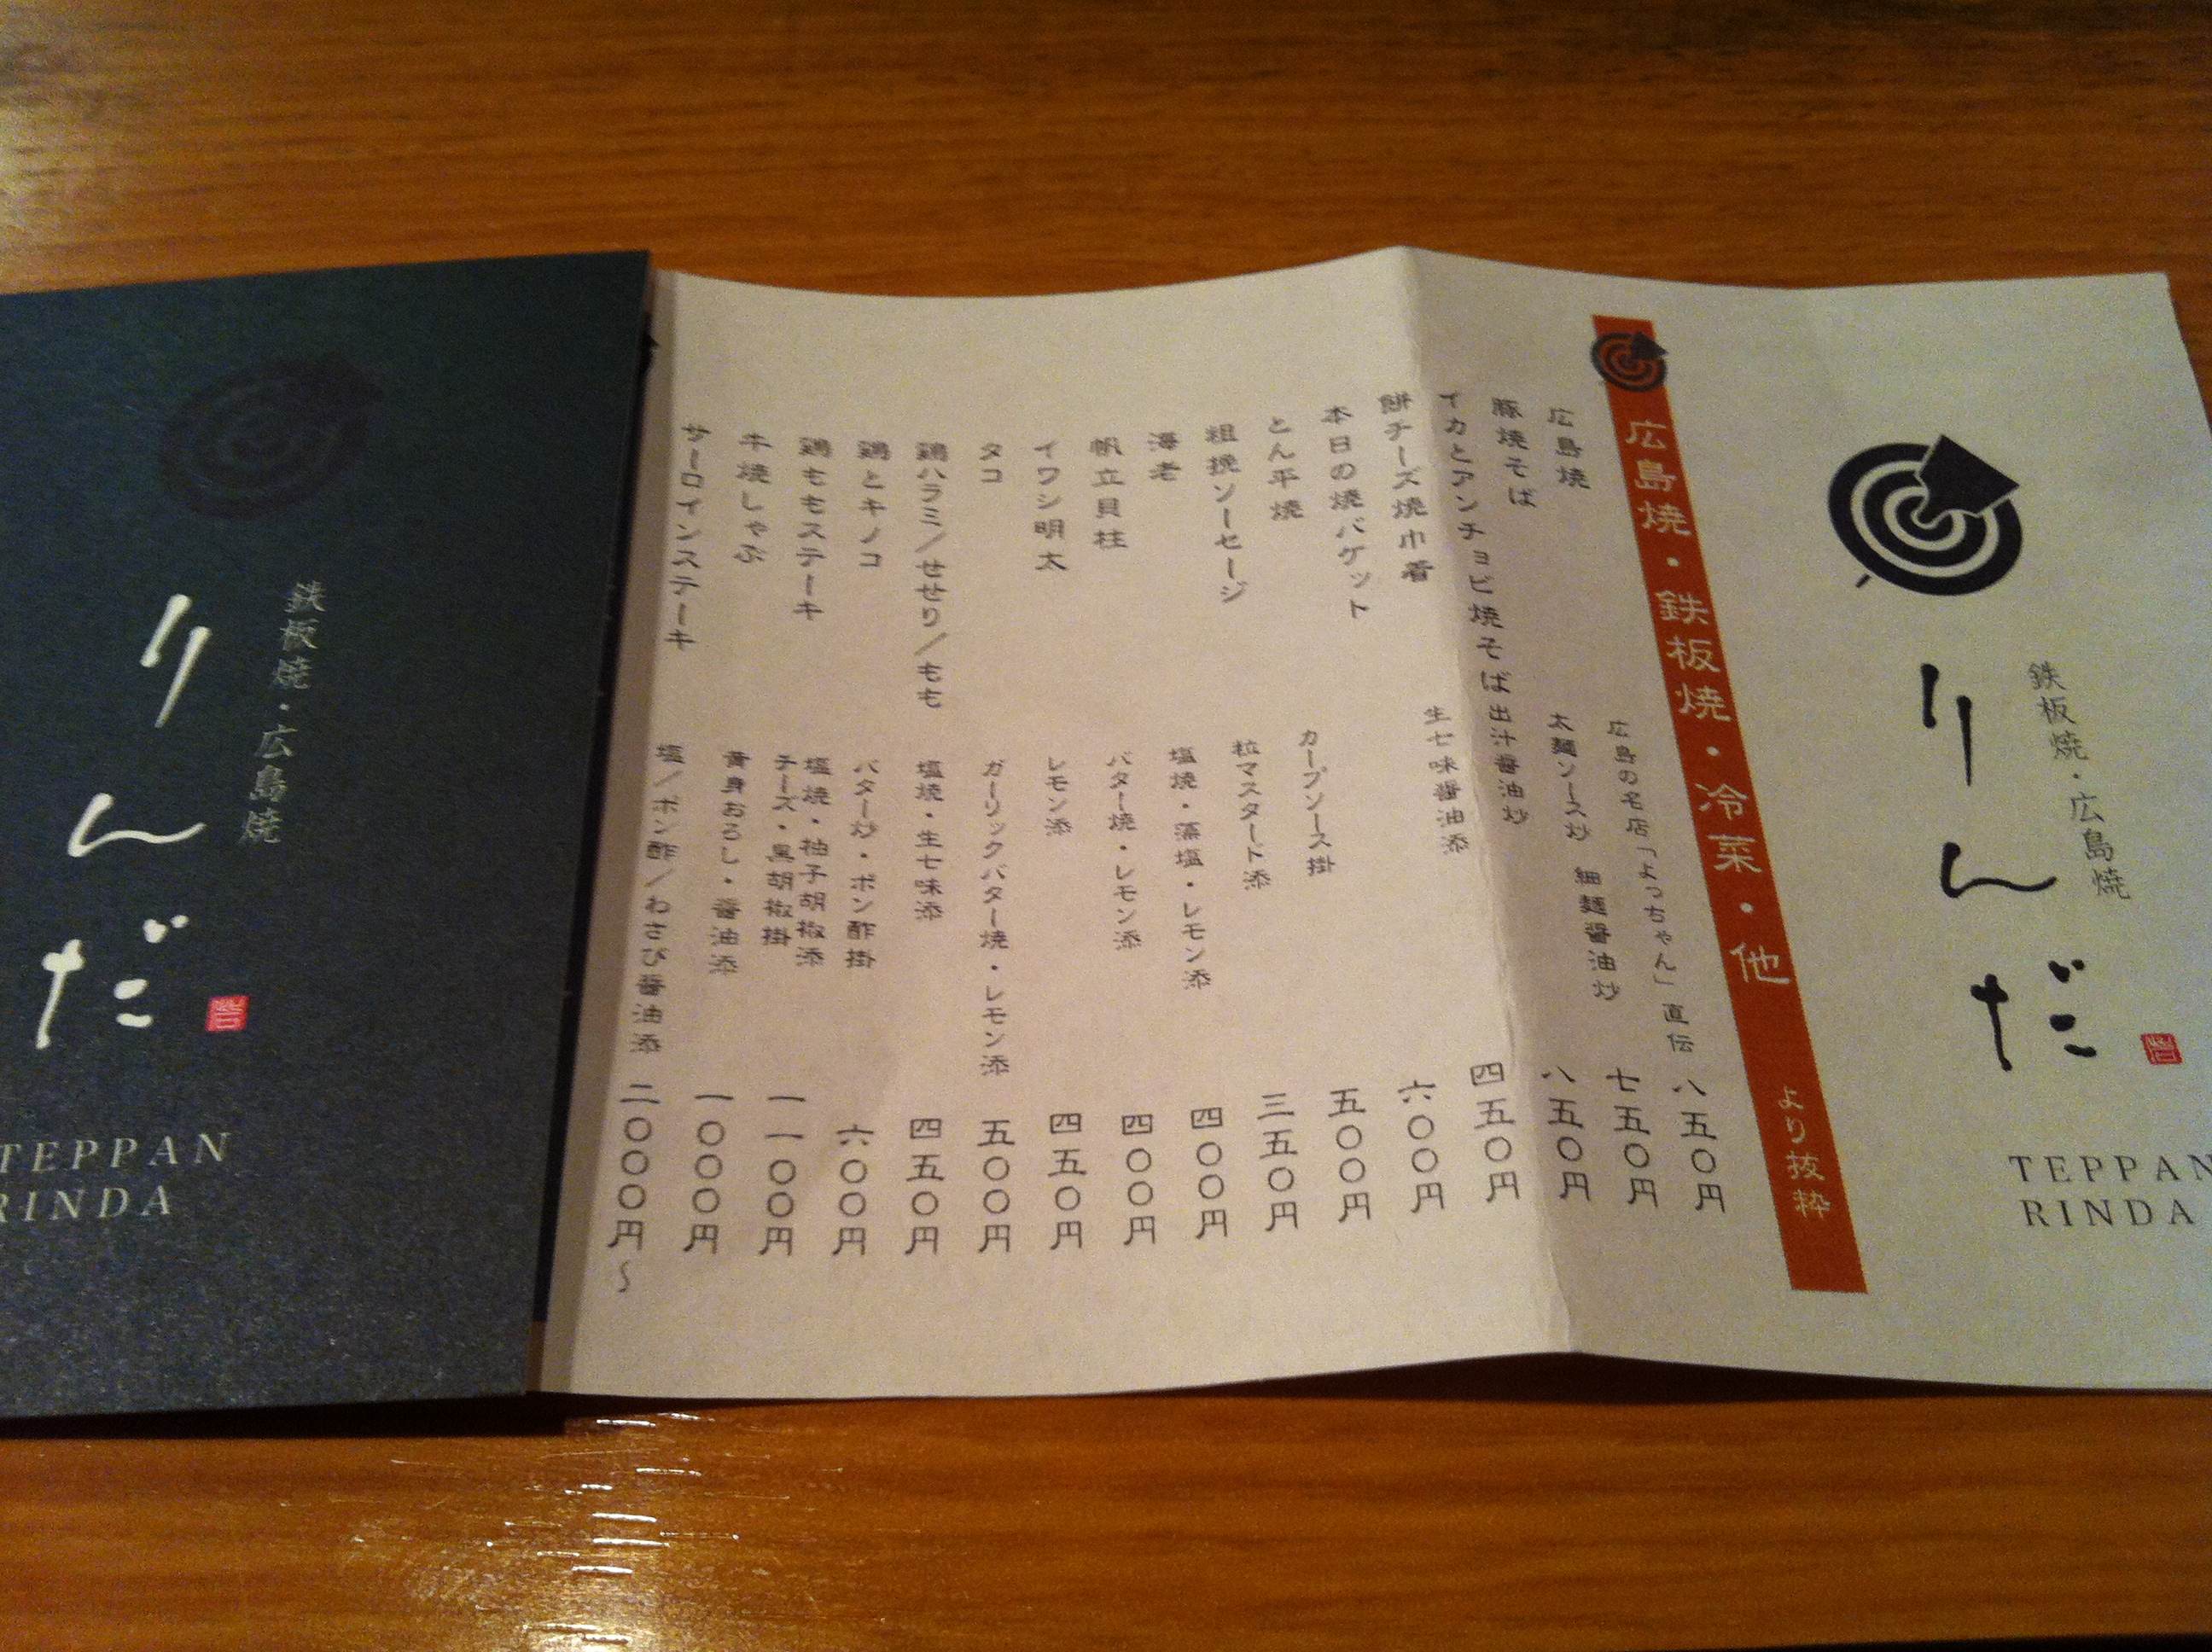 鉄板焼・広島焼
りんだ
TEPPAN
RINDA
広島焼・鉄板焼・冷菜・他 より抜粋
広島焼 広島の名店「よっちゃん」直伝 八五〇円
豚焼そば 太麺ソース炒 細麺醤油炒 七五〇円
イカとアンチョビ焼そば 出汁醤油炒 八五〇円
餅チーズ焼巾着 生七味醤油添 四五〇円
本日の焼バケット 六〇〇円
とん平焼 カープソース掛 五〇〇円
粗挽ソーセージ 粒マスタード添 三五〇円
海老 塩焼・藻塩・レモン添 四〇〇円
帆立貝柱 バター焼・レモン添 四〇〇円
イワシ明太 レモン添 四五〇円
タコ ガーリックバター焼・レモン添 五〇〇円
鶏ハラミ/せせり/もも 塩焼・生七味添 四五〇円
鶏とキノコ バター炒・ポン酢掛 六〇〇円
鶏ももステーキ 塩焼・柚子胡椒添
チーズ・黒胡椒掛 一一〇〇円
牛焼しゃぶ 黄身おろし・醤油添 一〇〇〇円
サーロインステーキ 塩/ポン酢/わさび醤油添 二〇〇〇円〜
鉄板焼・広島焼
りんだ
TEPPAN
RINDA